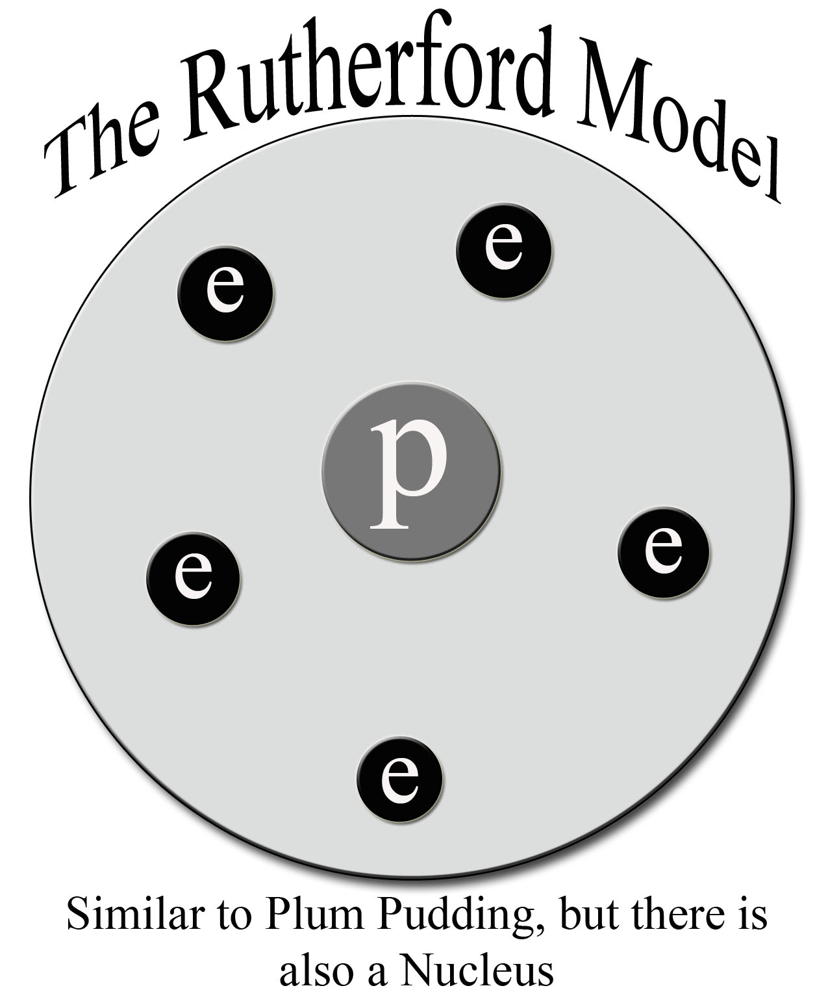 The Rutherford Model
e
e
p
e
e
e
Similar to Plum Pudding, but there is
also a Nucleus